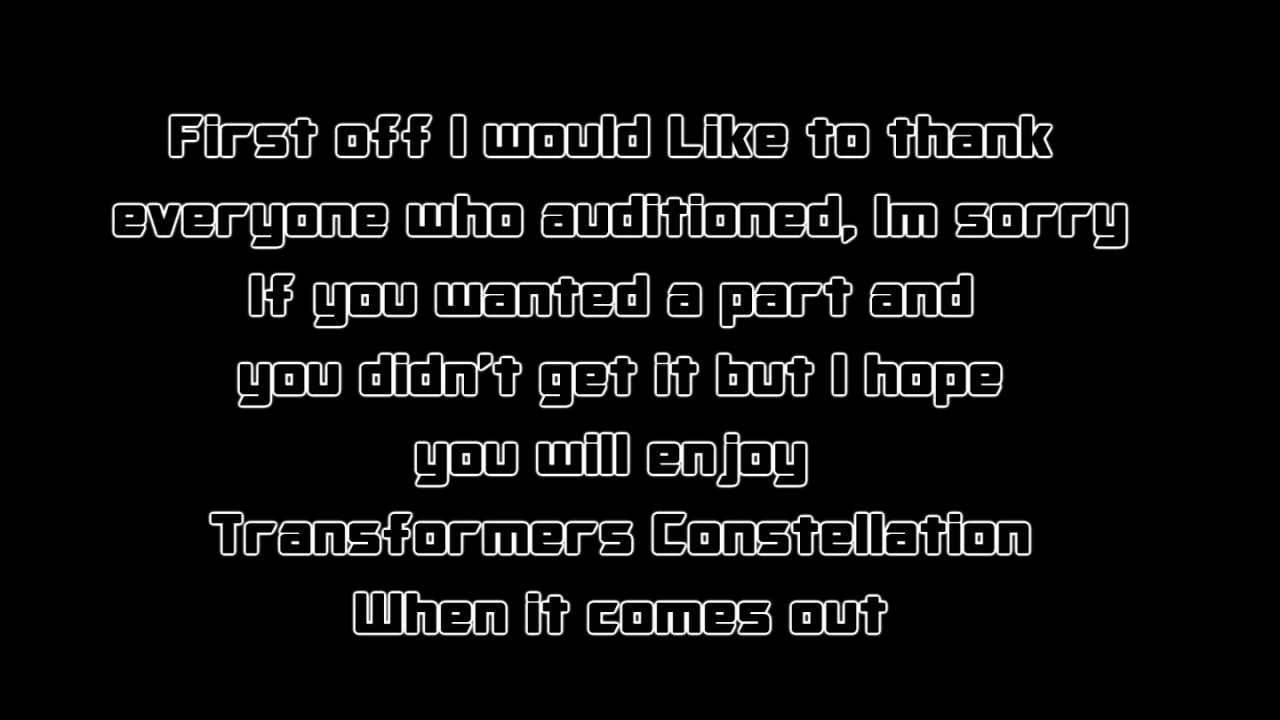 First off I would Like to thank
everyone who auditioned, Im sorry
If you wanted a part and
you didn't get it but I hope
you will enjoy
Transformers Constellation
When it comes out